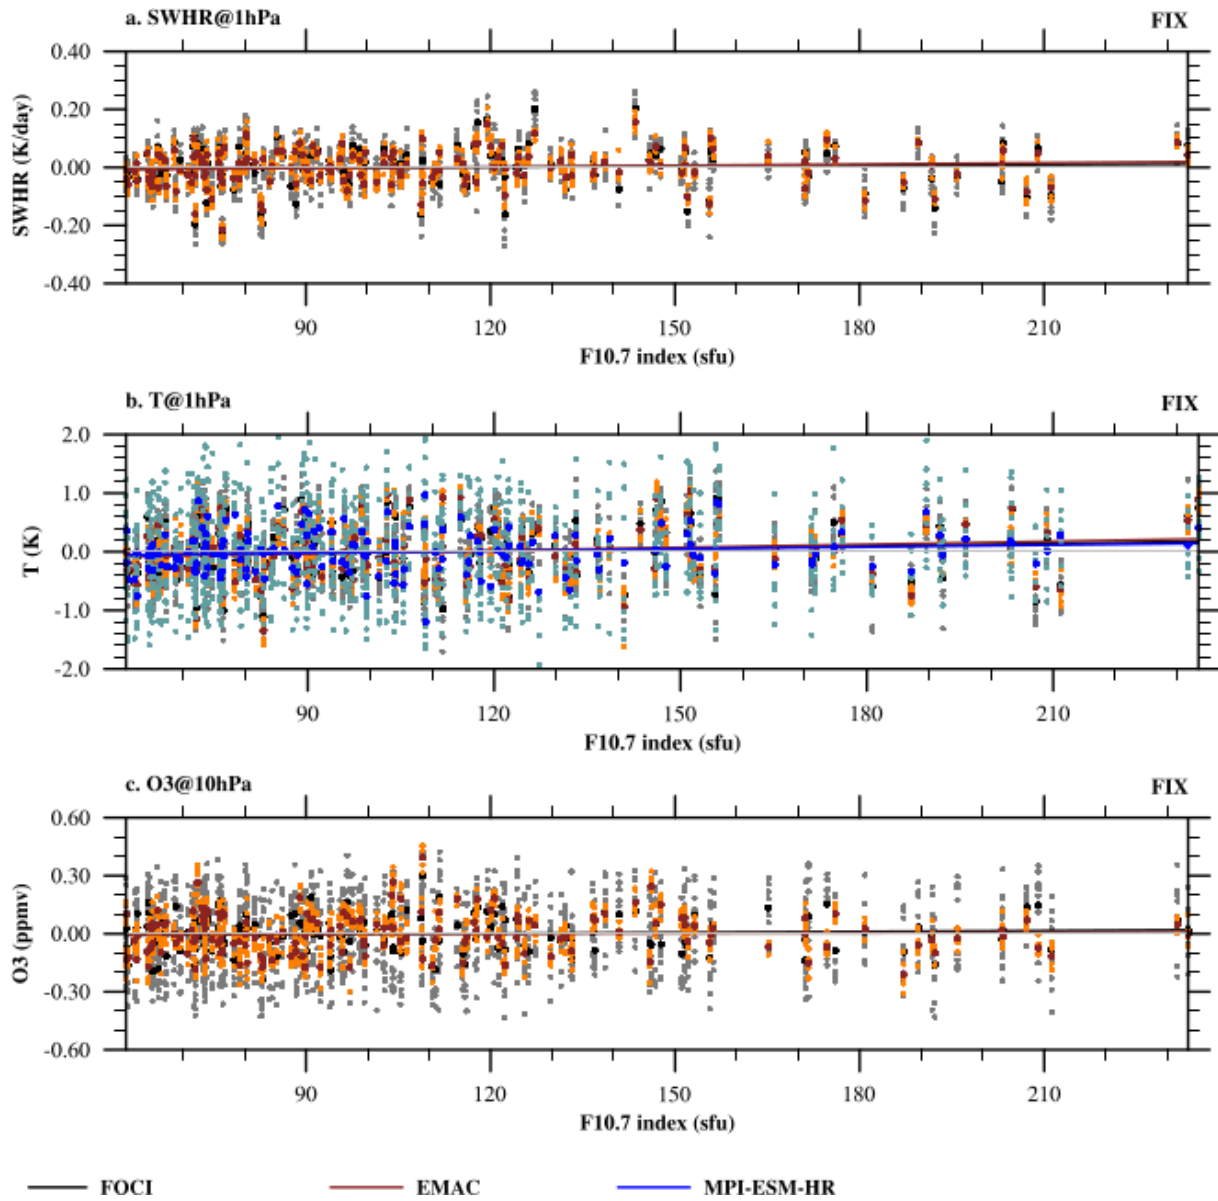 a. SWHR@1hPa FIX
0.40
0.20
0.00
-0.20
-0.40
SWHR (K/day)
90 120 150 180 210
F10.7 index (sfu)
b. T@1hPa FIX
2.0
1.0
0.0
-1.0
-2.0
T (K)
90 120 150 180 210
F10.7 index (sfu)
c. O3@10hPa FIX
0.60
0.30
0.00
-0.30
-0.60
O3 (ppmv)
90 120 150 180 210
F10.7 index (sfu)
FOCI EMAC MPI-ESM-HR